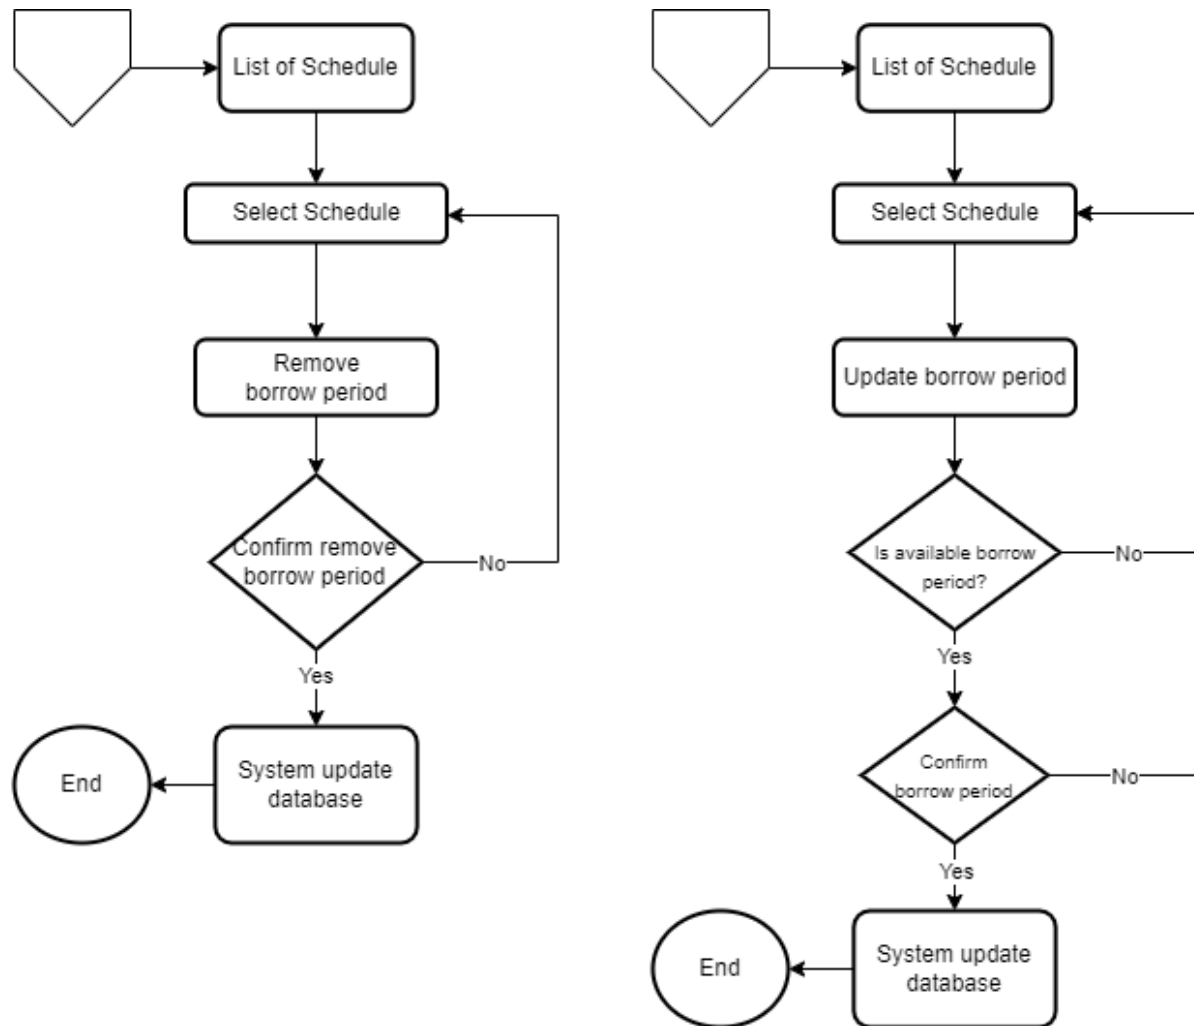 List of Schedule
Select Schedule
Remove
borrow period
Confirm remove
borrow period
No
Yes
System update
database
End
List of Schedule
Select Schedule
Update borrow period
Is available borrow
period?
No
Yes
Confirm
borrow period
No
Yes
System update
database
End